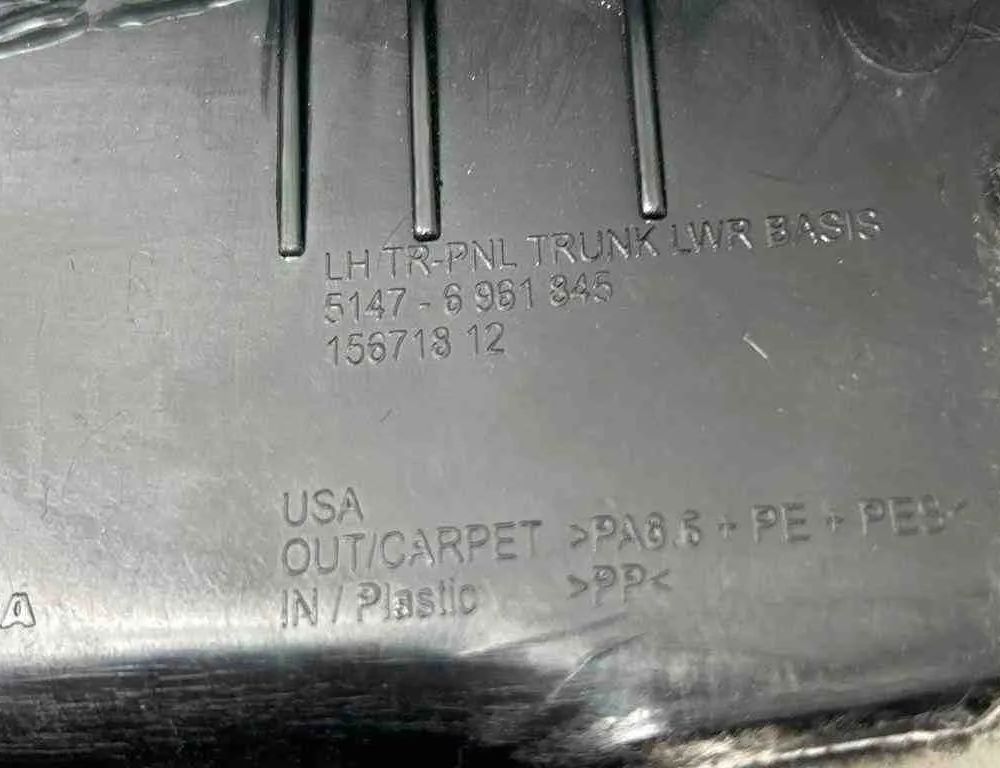 LH TR-PNL TRUNK LWR BASIS
5147 - 6 961 845
156718 12
USA
OUT/CARPET >PA6.6 + PE + PES<
IN / Plastic >PP<
A